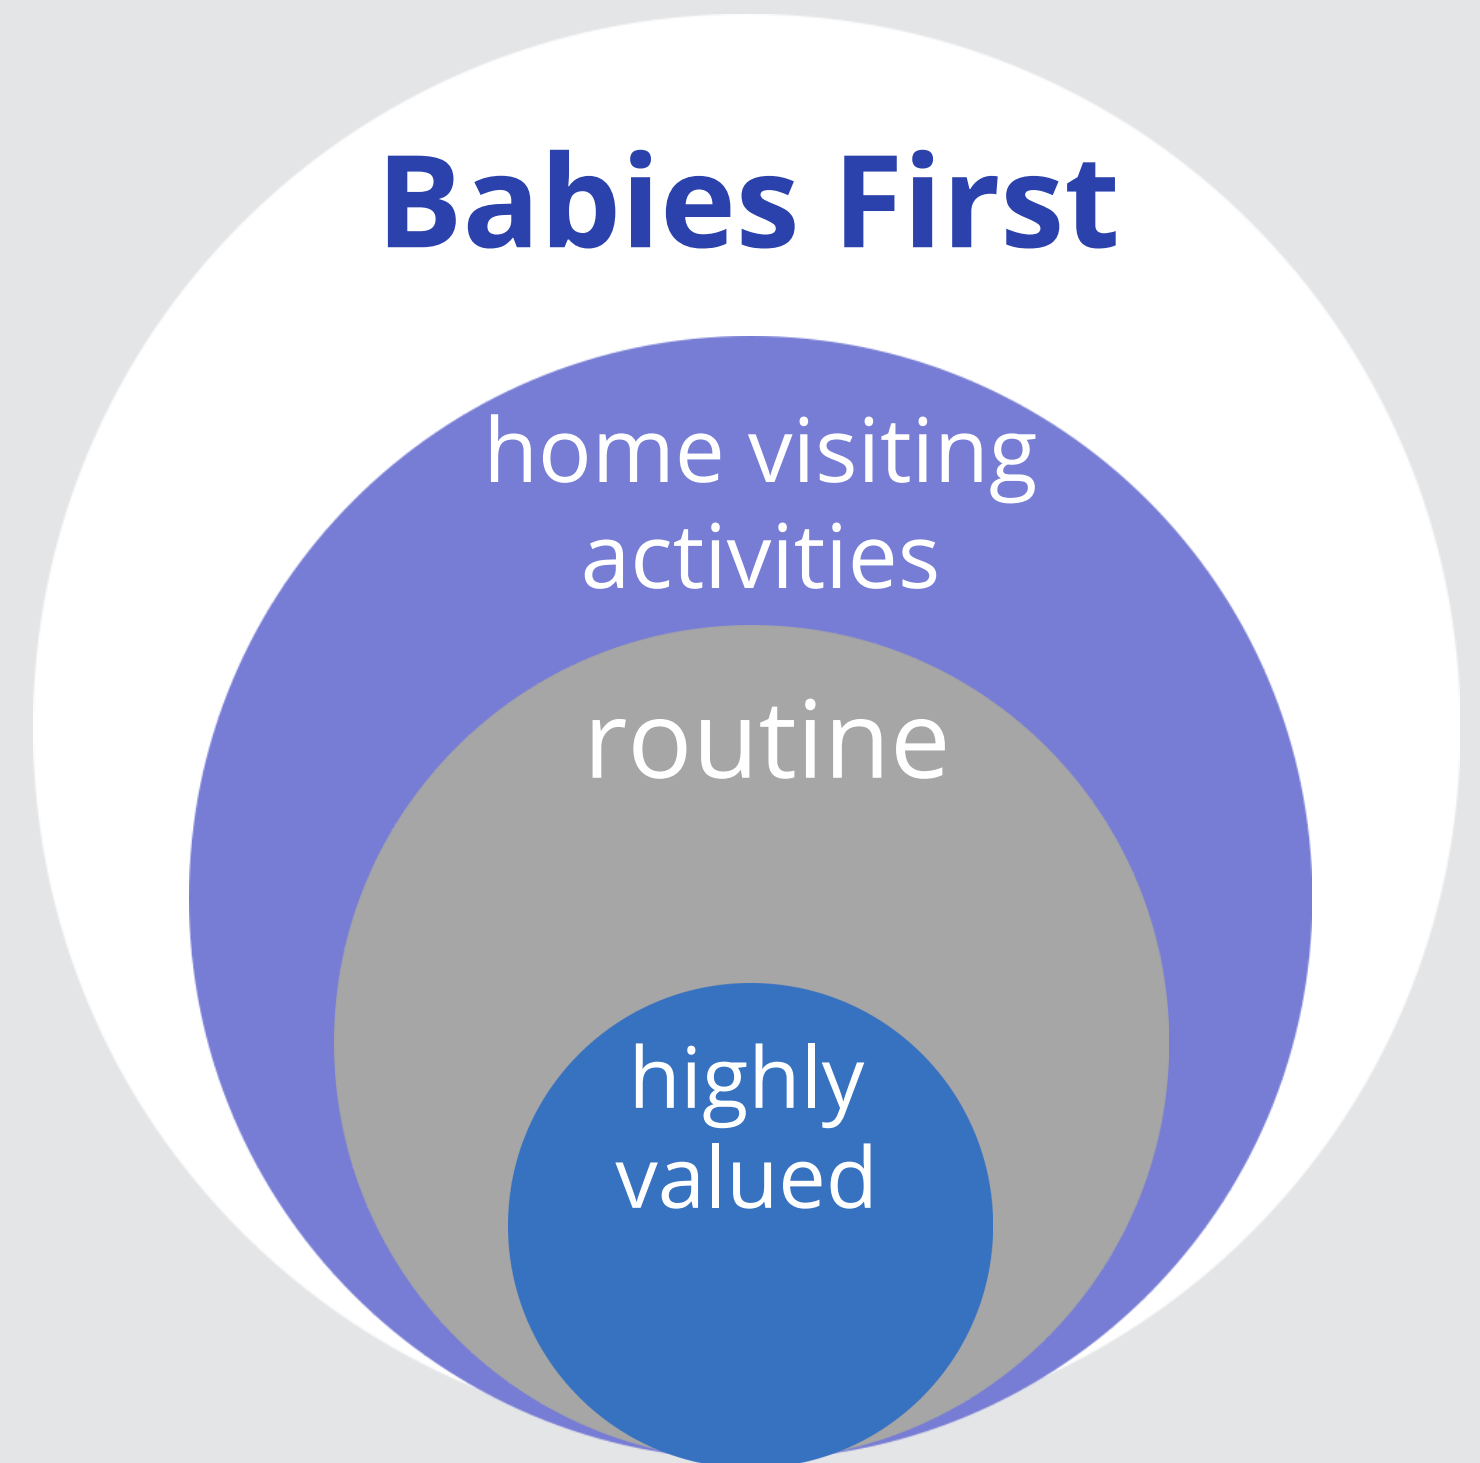 Babies First
home visiting
activities
routine
highly
valued